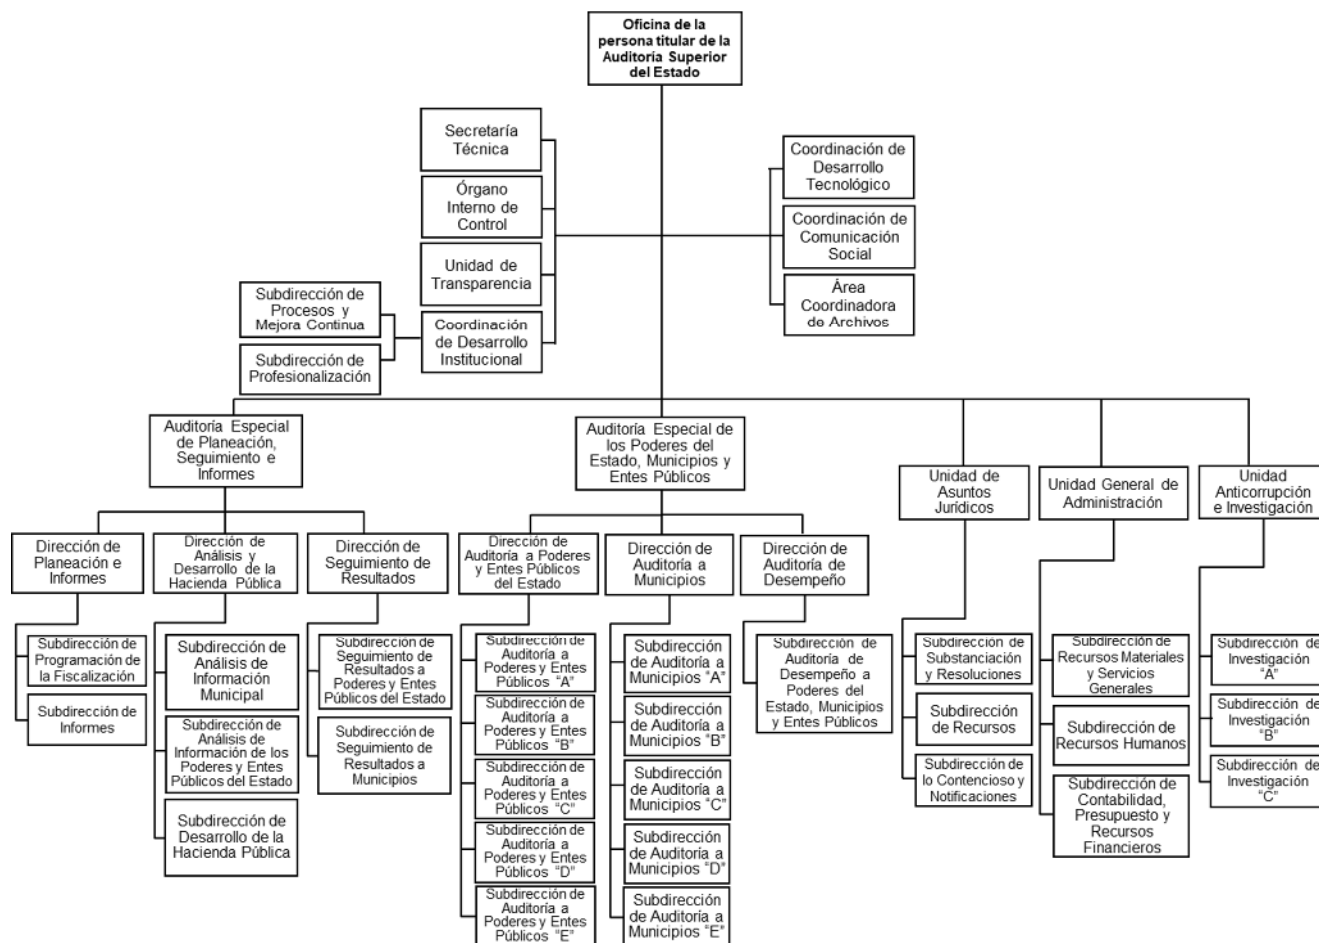 Oficina de la
persona titular de la
Auditoría Superior
del Estado
Secretaría
Técnica
Órgano
Interno de
Control
Unidad de
Transparencia
Coordinación
de Desarrollo
Institucional
Subdirección de
Procesos y
Mejora Continua
Subdirección de
Profesionalización
Coordinación de
Desarrollo
Tecnológico
Coordinación de
Comunicación
Social
Área
Coordinadora
de Archivos
Auditoría Especial
de Planeación,
Seguimiento e
Informes
Auditoría Especial de
los Poderes del
Estado, Municipios y
Entes Públicos
Unidad de
Asuntos
Jurídicos
Unidad General de
Administración
Unidad
Anticorrupción
e Investigación
Dirección de
Planeación e
Informes
Dirección de
Análisis y
Desarrollo de la
Hacienda Pública
Dirección de
Seguimiento de
Resultados
Dirección de
Auditoría a Poderes
y Entes Públicos
del Estado
Dirección de
Auditoría a
Municipios
Dirección de
Auditoría de
Desempeño
Subdirección de
Programación de
la Fiscalización
Subdirección de
Informes
Subdirección de
Análisis de
Información
Municipal
Subdirección de
Análisis de
Información de los
Poderes y Entes
Públicos del Estado
Subdirección de
Desarrollo de la
Hacienda Pública
Subdirección de
Seguimiento de
Resultados a
Poderes y Entes
Públicos del Estado
Subdirección de
Seguimiento de
Resultados a
Municipios
Subdirección de
Auditoría a
Poderes y Entes
Públicos “A”
Subdirección de
Auditoría a
Poderes y Entes
Públicos “B”
Subdirección de
Auditoría a
Poderes y Entes
Públicos “C”
Subdirección de
Auditoría a
Poderes y Entes
Públicos “D”
Subdirección de
Auditoría a
Poderes y Entes
Públicos “E”
Subdirección
de Auditoría a
Municipios “A”
Subdirección
de Auditoría a
Municipios “B”
Subdirección
de Auditoría a
Municipios “C”
Subdirección
de Auditoría a
Municipios “D”
Subdirección
de Auditoría a
Municipios “E”
Subdirección de
Auditoría de
Desempeño a
Poderes del
Estado, Municipios
y Entes Públicos
Subdirección de
Substanciación
y Resoluciones
Subdirección
de Recursos
Subdirección de
lo Contencioso y
Notificaciones
Subdirección de
Recursos Materiales
y Servicios
Generales
Subdirección de
Recursos Humanos
Subdirección de
Contabilidad,
Presupuesto y
Recursos
Financieros
Subdirección de
Investigación
“A”
Subdirección de
Investigación
“B”
Subdirección de
Investigación
“C”